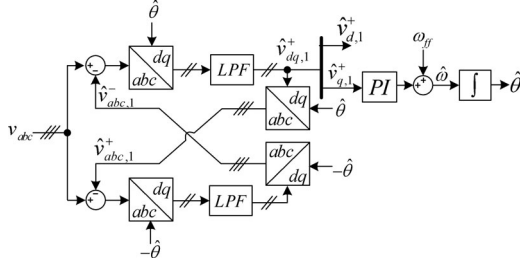 θ̂
dq
abc
LPF
v̂⁺dq,1
v̂⁺d,1
v̂⁺q,1
PI
ω_ff
ω̂
∫
θ̂
v̂⁻abc,1
dq
abc
θ̂
v_abc
v̂⁺abc,1
abc
dq
−θ̂
dq
abc
LPF
−θ̂